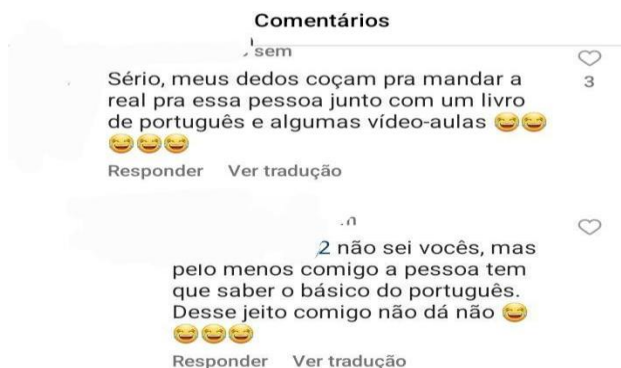 Comentários
sem
Sério, meus dedos coçam pra mandar a
real pra essa pessoa junto com um livro
de português e algumas vídeo-aulas 😆😆
😆😆😆
3
Responder Ver tradução
2 não sei vocês, mas
pelo menos comigo a pessoa tem
que saber o básico do português.
Desse jeito comigo não dá não 😆
😆😆😆
Responder Ver tradução